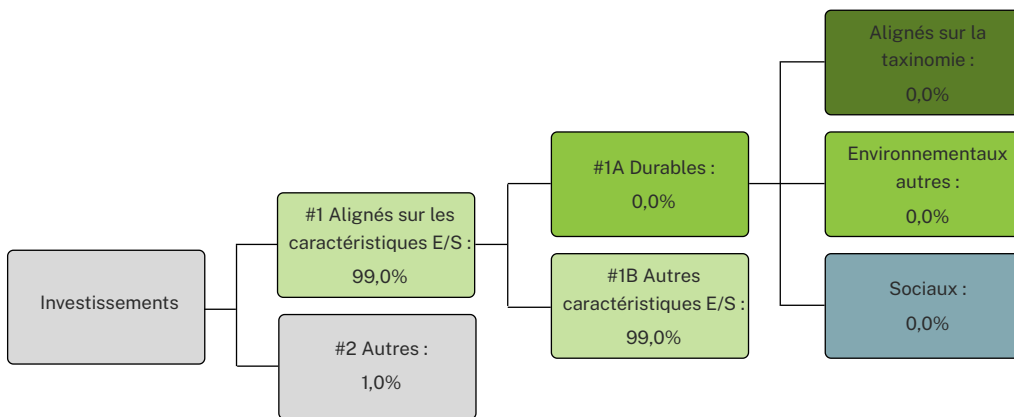 Investissements
#1 Alignés sur les
caractéristiques E/S :
99,0%
#2 Autres :
1,0%
#1A Durables :
0,0%
#1B Autres
caractéristiques E/S :
99,0%
Alignés sur la
taxinomie :
0,0%
Environnementaux
autres :
0,0%
Sociaux :
0,0%